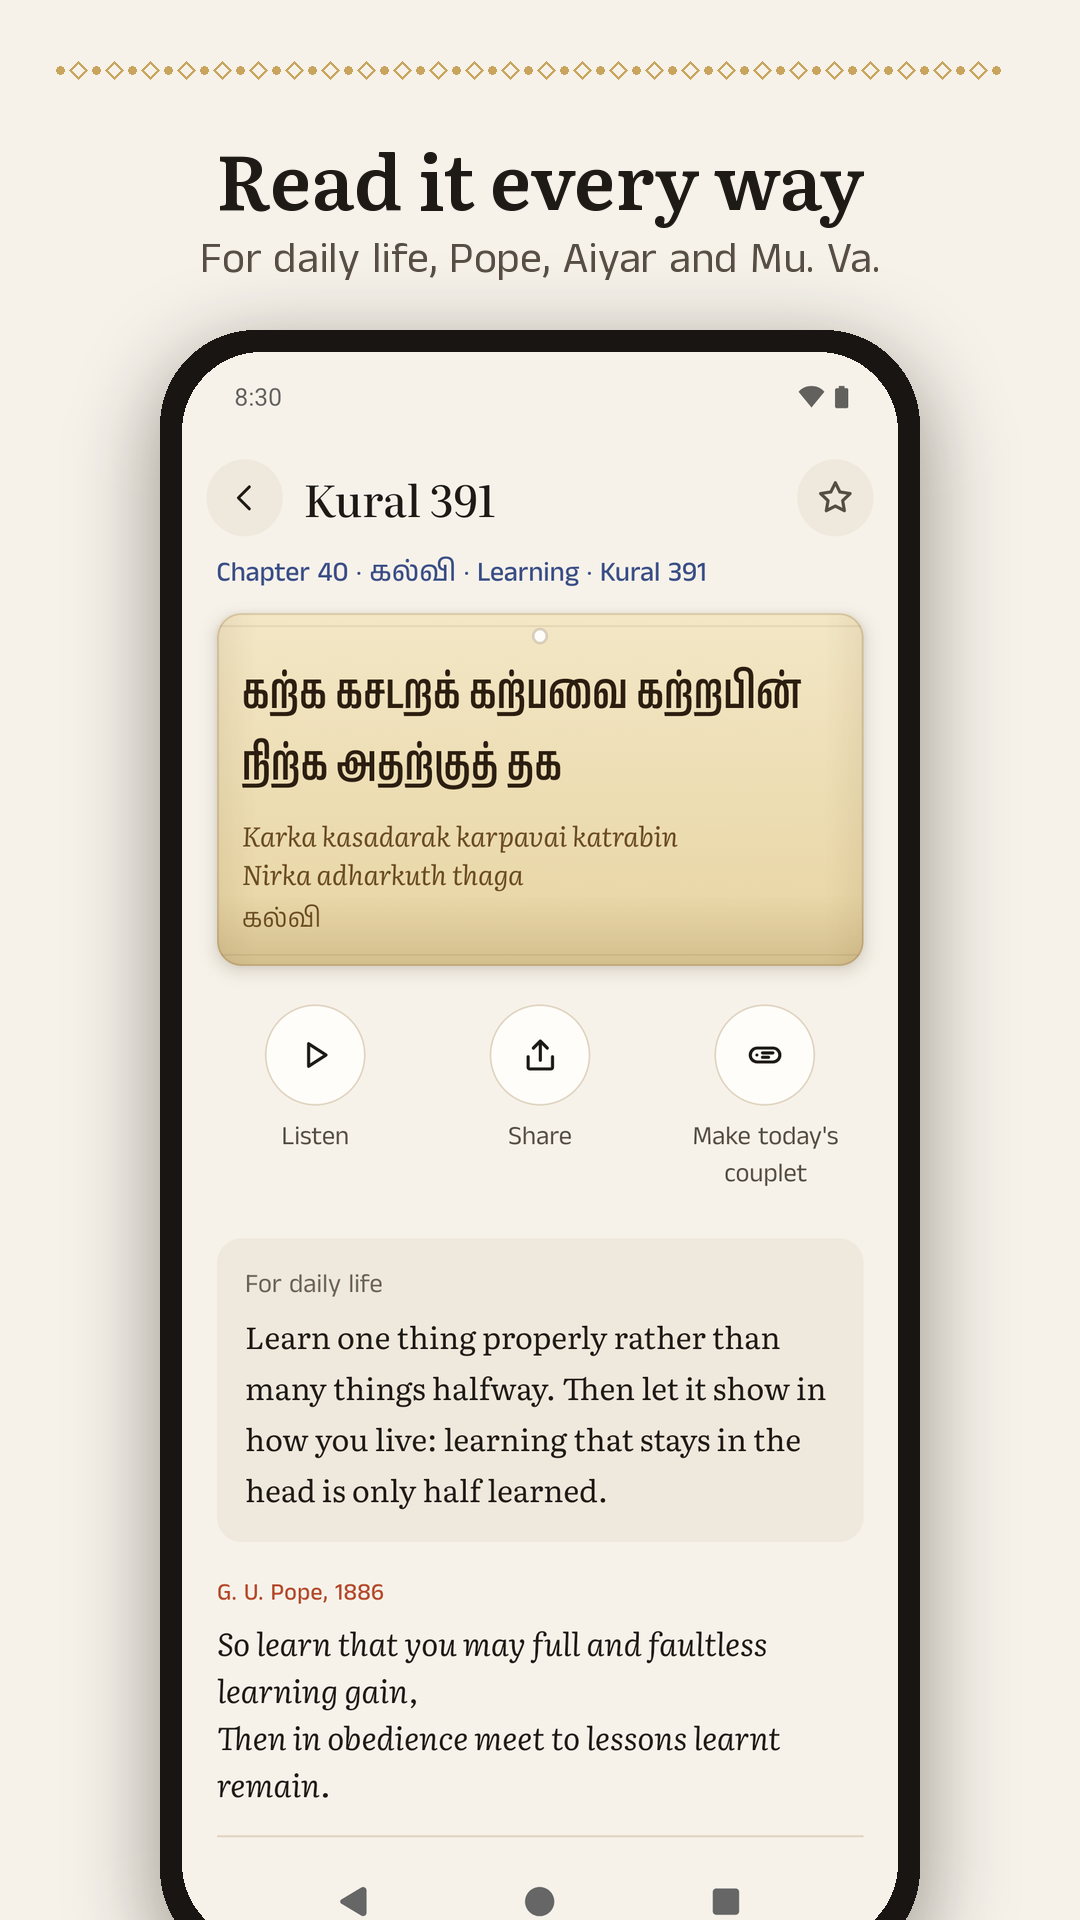 Read it every way
For daily life, Pope, Aiyar and Mu. Va.
8:30
Kural 391
Chapter 40 · கல்வி · Learning · Kural 391
கற்க கசடறக் கற்பவை கற்றபின்
நிற்க அதற்குத் தக
Karka kasadarak karpavai katrabin
Nirka adharkuth thaga
கல்வி
Listen
Share
Make today's
couplet
For daily life
Learn one thing properly rather than
many things halfway. Then let it show in
how you live: learning that stays in the
head is only half learned.
G. U. Pope, 1886
So learn that you may full and faultless
learning gain,
Then in obedience meet to lessons learnt
remain.